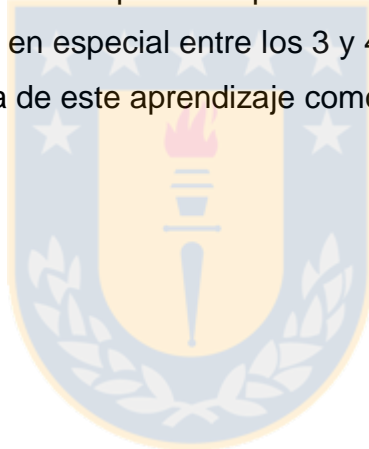 en especial entre los 3 y 4
a de este aprendizaje como